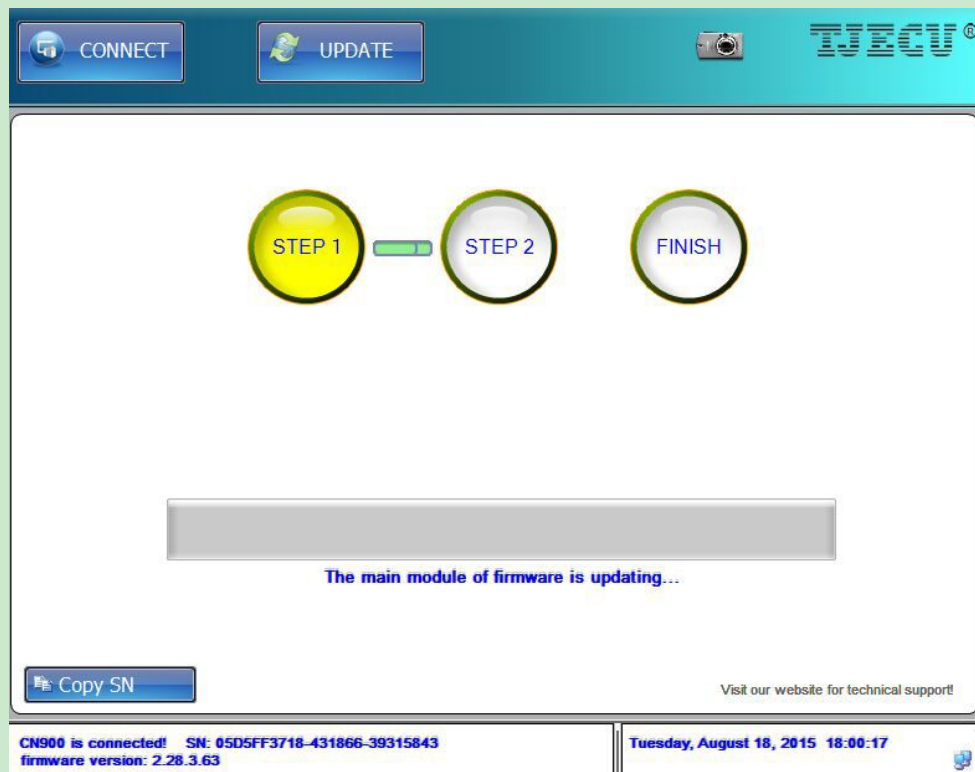 CONNECT
UPDATE
TJECU®
STEP 1
STEP 2
FINISH
The main module of firmware is updating...
Copy SN
Visit our website for technical support!
CN900 is connected! SN: 05D5FF3718-431866-39315843
firmware version: 2.28.3.63
Tuesday, August 18, 2015 18:00:17